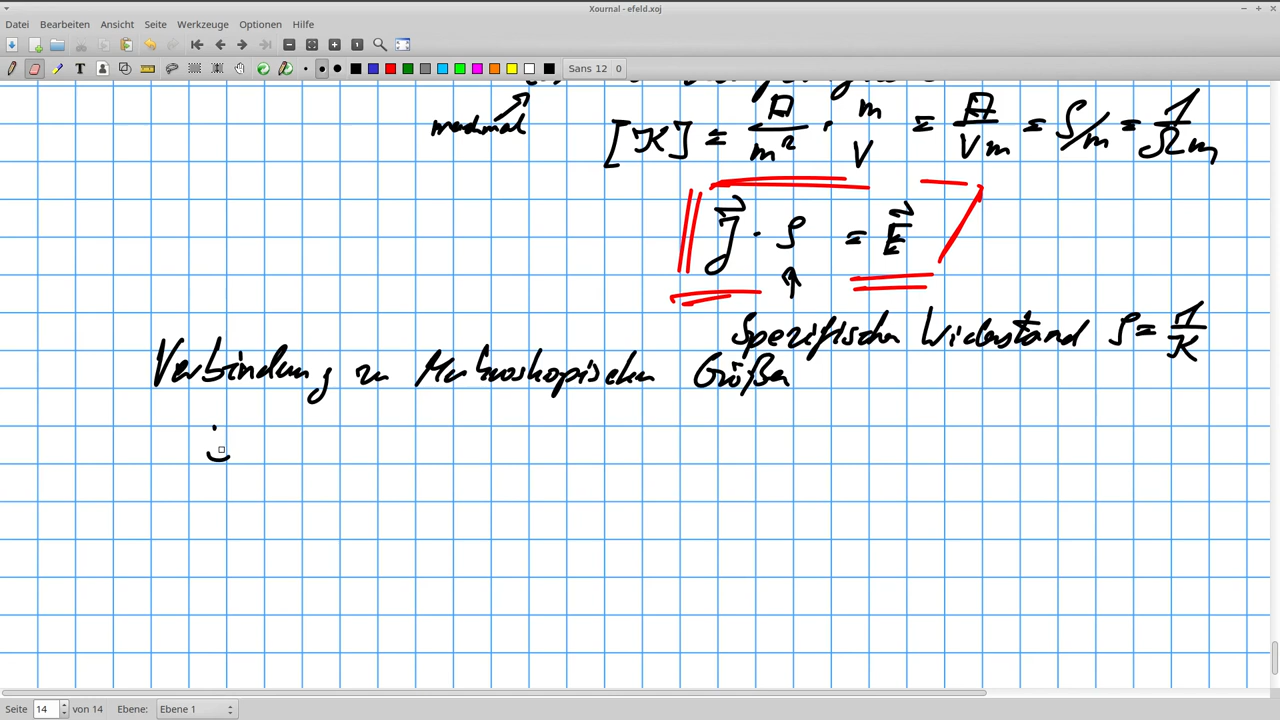 Xournal - efeld.xoj
Datei Bearbeiten Ansicht Seite Werkzeuge Optionen Hilfe
Sans 12 0
machmal
[K] = A/m² · m/V = A/Vm = S/m = 1/Ωm
J⃗ · ρ = E⃗
↑
Spezifischer Widerstand ρ = 1/K
Verbindung zu Makroskopischen Größen
Seite 14 von 14 Ebene: Ebene 1